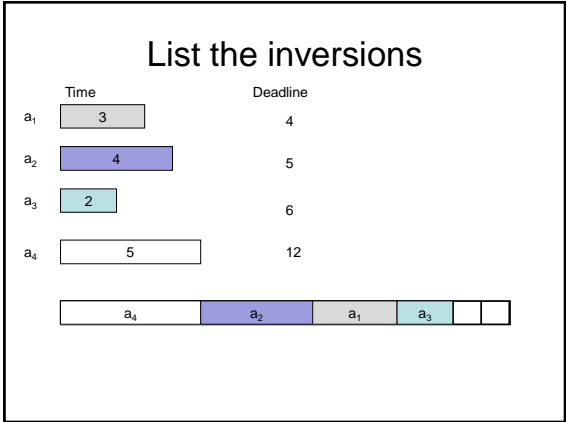 List the inversions
Time Deadline
a₁ 3 4
a₂ 4 5
a₃ 2 6
a₄ 5 12
a₄ a₂ a₁ a₃